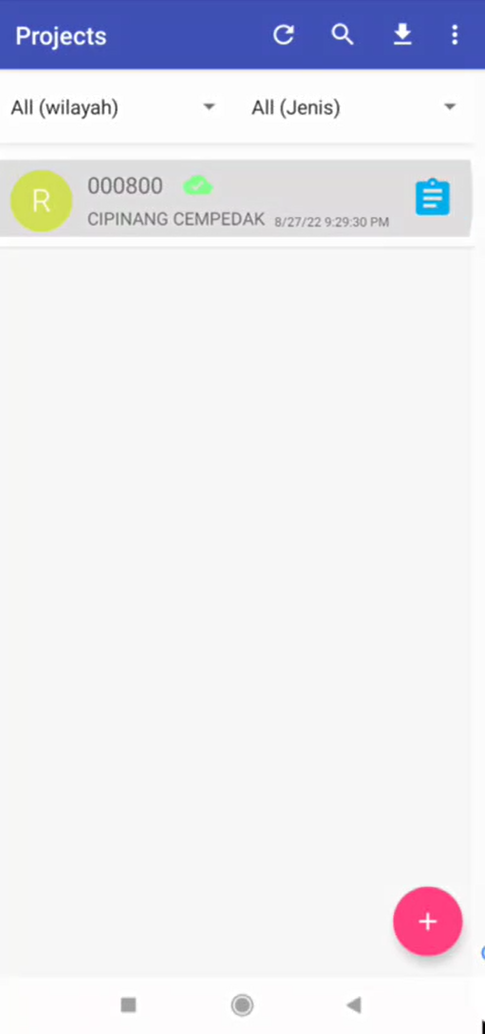 Projects
All (wilayah) All (Jenis)
R 000800
CIPINANG CEMPEDAK 8/27/22 9:29:30 PM
+